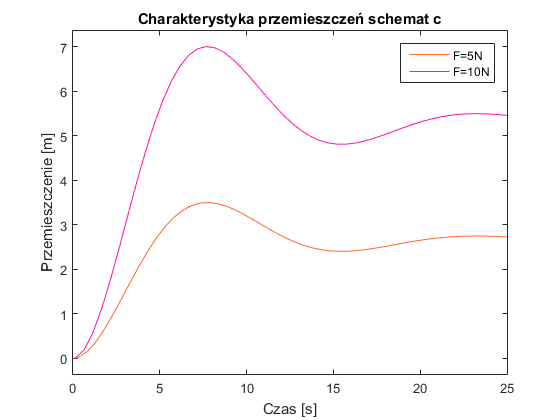 Charakterystyka przemieszczeń schemat c
F=5N
F=10N
Przemieszczenie [m]
7
6
5
4
3
2
1
0
0 5 10 15 20 25
Czas [s]